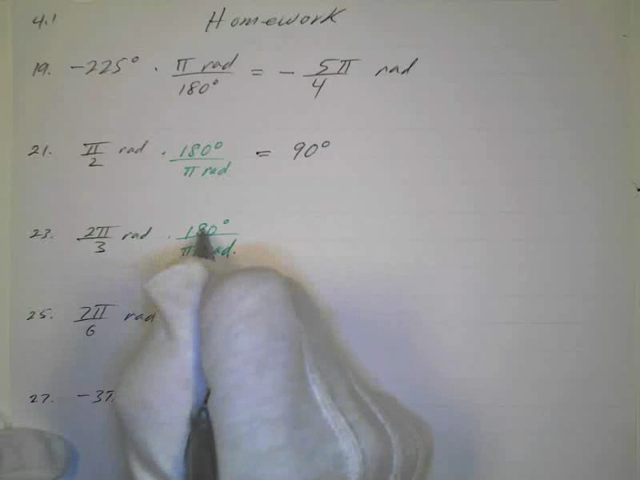 4.1 Homework
19. -225° · π rad / 180° = - 5π / 4 rad
21. π / 2 rad · 180° / π rad = 90°
23. 2π / 3 rad · 180° / π rad.
25. 7π / 6 rad
27. -3π